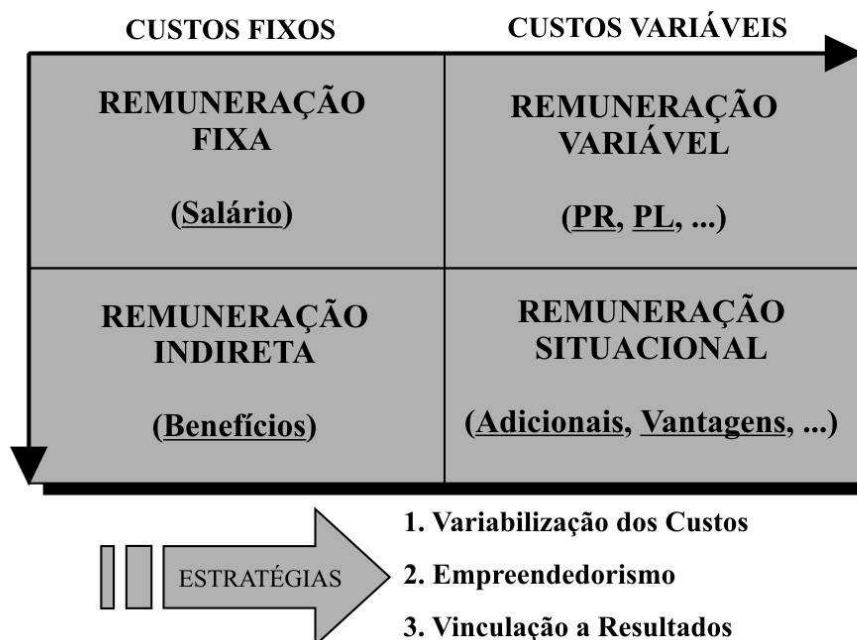 CUSTOS FIXOS
CUSTOS VARIÁVEIS
REMUNERAÇÃO
FIXA
(Salário)
REMUNERAÇÃO
VARIÁVEL
(PR, PL, ...)
REMUNERAÇÃO
INDIRETA
(Benefícios)
REMUNERAÇÃO
SITUACIONAL
(Adicionais, Vantagens, ...)
ESTRATÉGIAS
1. Variabilização dos Custos
2. Empreendedorismo
3. Vinculação a Resultados